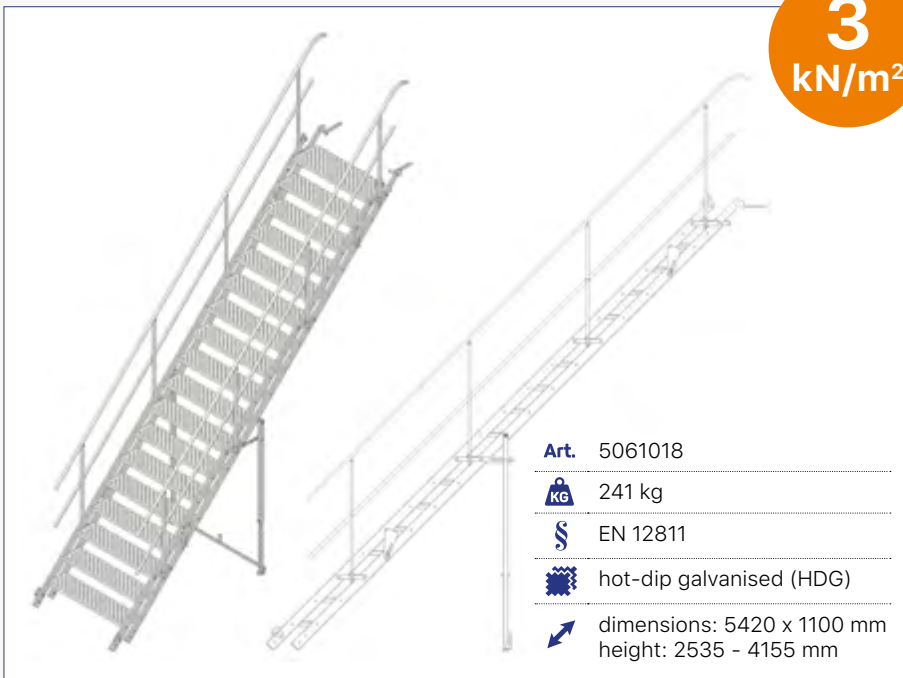 3
kN/m²
Art. 5061018
KG 241 kg
§ EN 12811
hot-dip galvanised (HDG)
dimensions: 5420 x 1100 mm
height: 2535 - 4155 mm